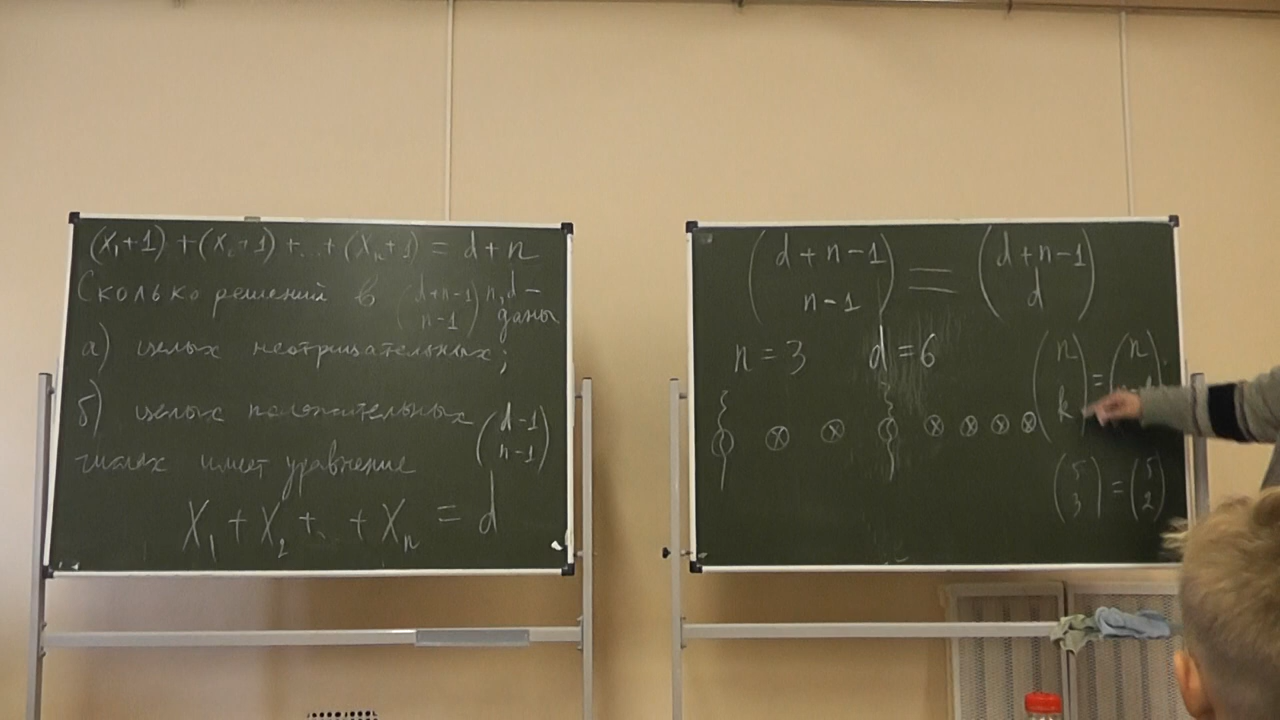 (X₁+1) + (X₂+1) + ... + (Xₙ+1) = d+n
Сколько решений в (d+n-1 n-1) n,d – даны
а) целых неотрицательных;
б) целых положительных (d-1 n-1)
числах имеет уравнение
X₁ + X₂ + ... + Xₙ = d
(d+n-1 n-1) = (d+n-1 d)
n = 3 d = 6
(n k) = (n
(5 3) = (5 2)